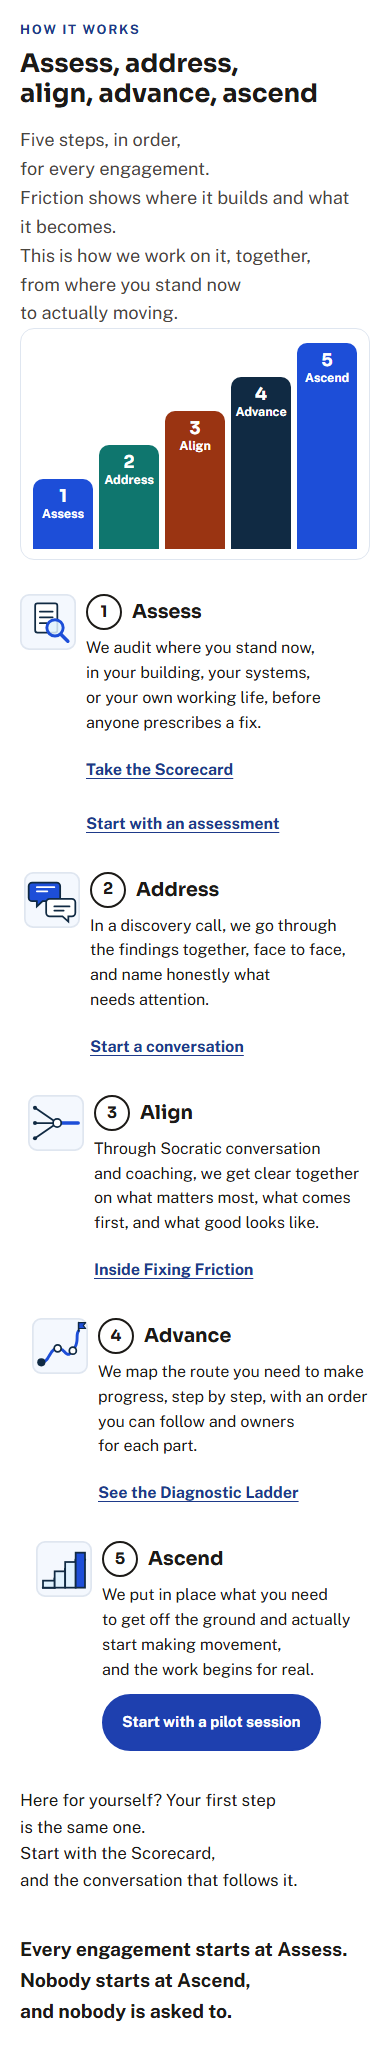 HOW IT WORKS
Assess, address,
align, advance, ascend
Five steps, in order,
for every engagement.
Friction shows where it builds and what
it becomes.
This is how we work on it, together,
from where you stand now
to actually moving.
1
Assess
2
Address
3
Align
4
Advance
5
Ascend
1 Assess
We audit where you stand now,
in your building, your systems,
or your own working life, before
anyone prescribes a fix.
Take the Scorecard
Start with an assessment
2 Address
In a discovery call, we go through
the findings together, face to face,
and name honestly what
needs attention.
Start a conversation
3 Align
Through Socratic conversation
and coaching, we get clear together
on what matters most, what comes
first, and what good looks like.
Inside Fixing Friction
4 Advance
We map the route you need to make
progress, step by step, with an order
you can follow and owners
for each part.
See the Diagnostic Ladder
5 Ascend
We put in place what you need
to get off the ground and actually
start making movement,
and the work begins for real.
Start with a pilot session
Here for yourself? Your first step
is the same one.
Start with the Scorecard,
and the conversation that follows it.
Every engagement starts at Assess.
Nobody starts at Ascend,
and nobody is asked to.